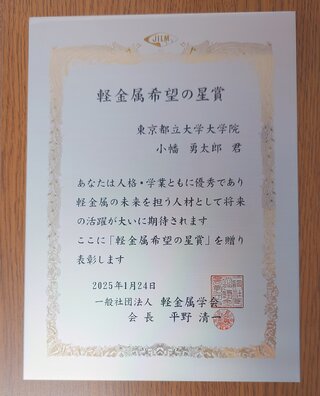 JILM
軽金属希望の星賞
東京都立大学大学院
小幡 勇太郎 君
あなたは人格・学業ともに優秀であり
軽金属の未来を担う人材として将来
の活躍が大いに期待されます
ここに「軽金属希望の星賞」を贈り
表彰します
2025年1月24日
一般社団法人 軽金属学会
会長 平野 清一